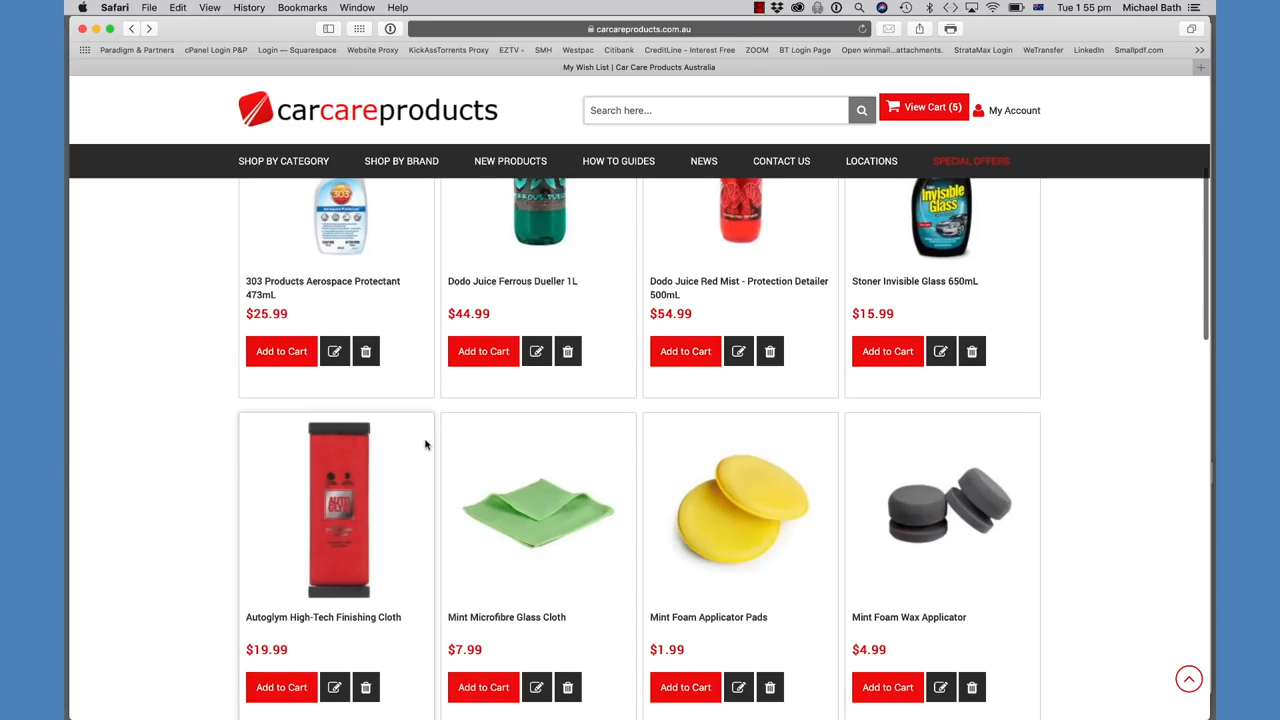 Safari File Edit View History Bookmarks Window Help Tu 1 55 pm Michael Bath
carcareproducts.com.au
Paradigm & Partners cPanel Login P&P Login — Squarespace Website Proxy KickAssTorrents Proxy EZTV - SMH Westpac Citibank CreditLine - Interest Free ZOOM BT Login Page Open winmail...attachments. StrataMax Login WeTransfer LinkedIn Smallpdf.com
My Wish List | Car Care Products Australia
carcareproducts Search here... View Cart (5) My Account
SHOP BY CATEGORY SHOP BY BRAND NEW PRODUCTS HOW TO GUIDES NEWS CONTACT US LOCATIONS SPECIAL OFFERS
303
Invisible
Glass
303 Products Aerospace Protectant
473mL
$25.99
Add to Cart
Dodo Juice Ferrous Dueller 1L
$44.99
Add to Cart
Dodo Juice Red Mist - Protection Detailer
500mL
$54.99
Add to Cart
Stoner Invisible Glass 650mL
$15.99
Add to Cart
AUTO
GLYM
Autoglym High-Tech Finishing Cloth
$19.99
Add to Cart
Mint Microfibre Glass Cloth
$7.99
Add to Cart
Mint Foam Applicator Pads
$1.99
Add to Cart
Mint Foam Wax Applicator
$4.99
Add to Cart